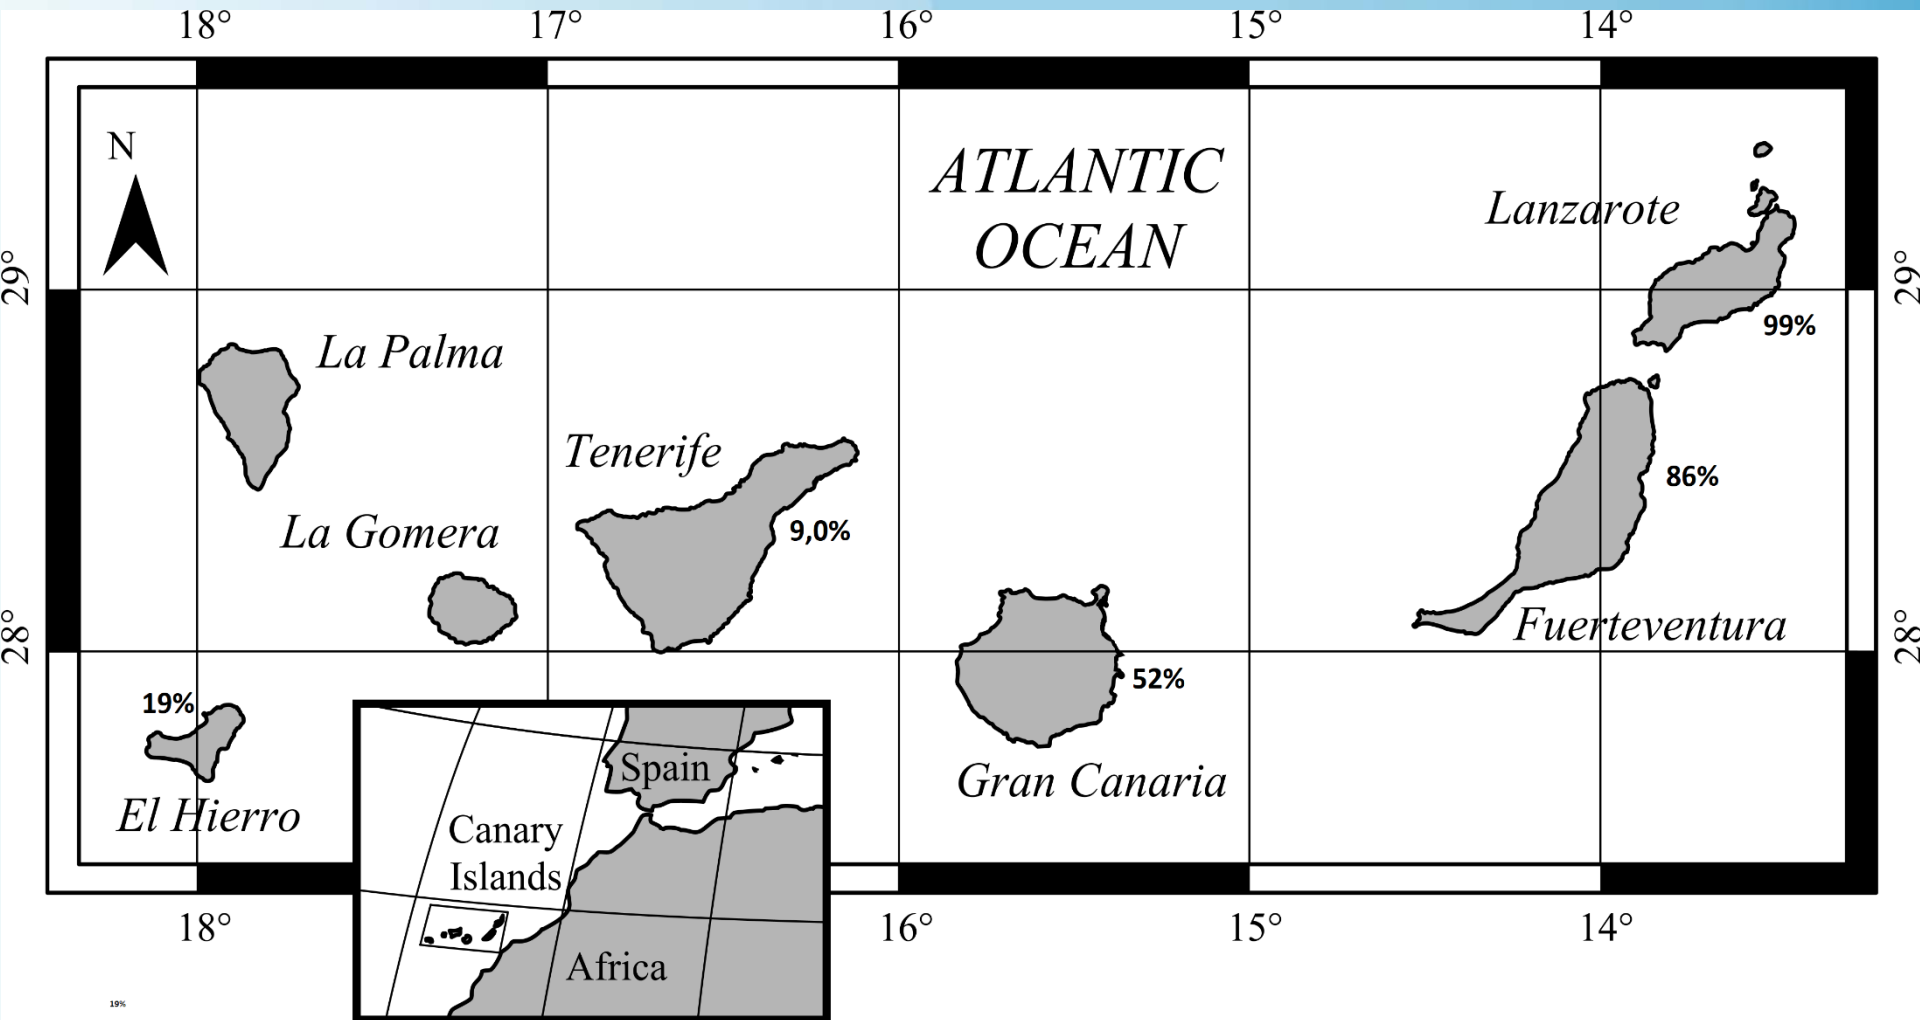 18°
17°
16°
15°
14°
N
ATLANTIC
OCEAN
Lanzarote
29°
29°
99%
La Palma
Tenerife
86%
La Gomera
9,0%
28°
28°
Fuerteventura
52%
19%
Gran Canaria
El Hierro
Spain
Canary
Islands
Africa
18°
16°
15°
14°
19%